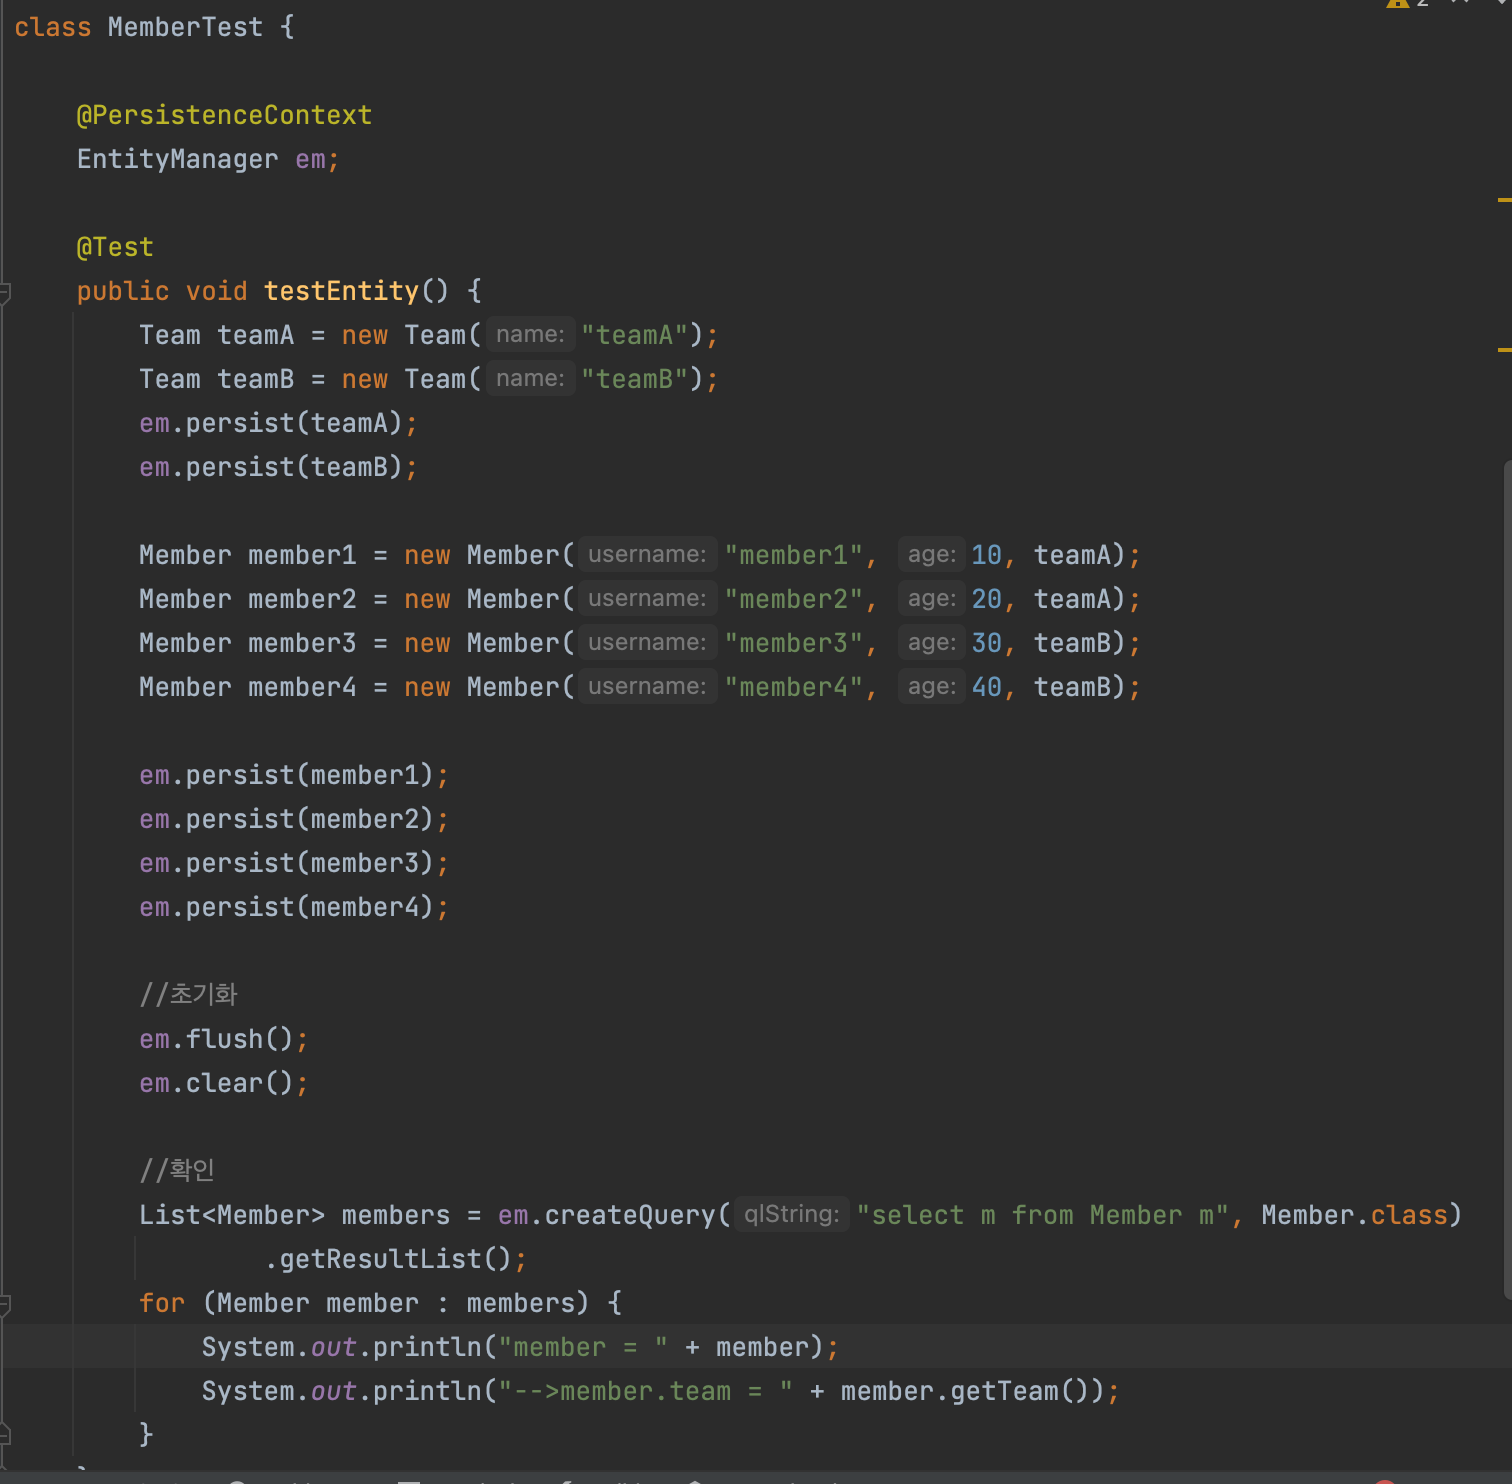 class MemberTest {
@PersistenceContext
EntityManager em;
@Test
public void testEntity() {
Team teamA = new Team( name: "teamA");
Team teamB = new Team( name: "teamB");
em.persist(teamA);
em.persist(teamB);
Member member1 = new Member( username: "member1", age: 10, teamA);
Member member2 = new Member( username: "member2", age: 20, teamA);
Member member3 = new Member( username: "member3", age: 30, teamB);
Member member4 = new Member( username: "member4", age: 40, teamB);
em.persist(member1);
em.persist(member2);
em.persist(member3);
em.persist(member4);
//초기화
em.flush();
em.clear();
//확인
List<Member> members = em.createQuery( qlString: "select m from Member m", Member.class)
.getResultList();
for (Member member : members) {
System.out.println("member = " + member);
System.out.println("-->member.team = " + member.getTeam());
}